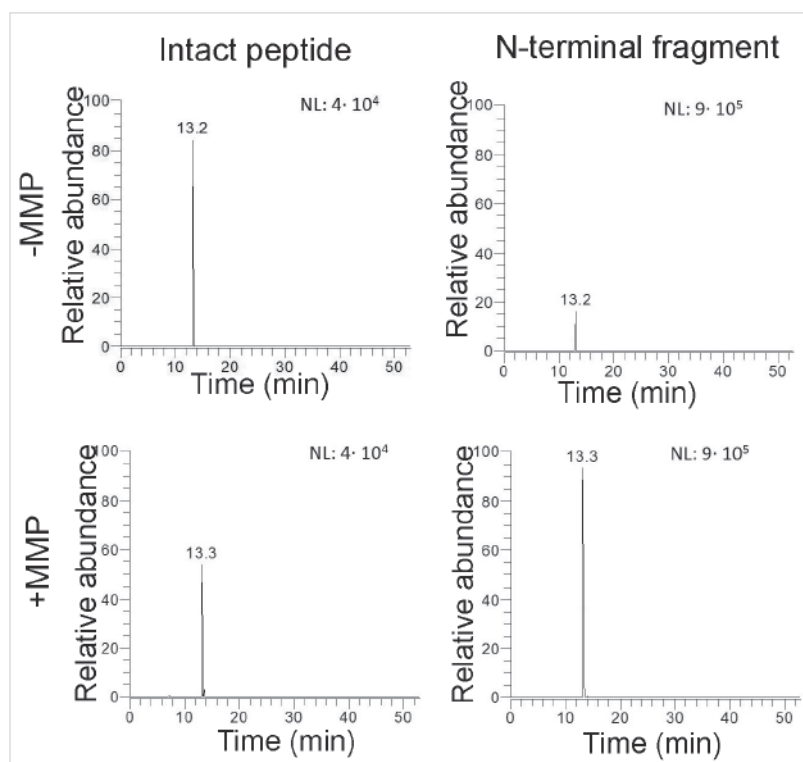 Intact peptide
N-terminal fragment
-MMP
Relative abundance
100
80
60
40
20
0
NL: 4· 10⁴
13.2
0 10 20 30 40 50
Time (min)
Relative abundance
100
80
60
40
20
0
NL: 9· 10⁵
13.2
0 10 20 30 40 50
Time (min)
+MMP
Relative abundance
100
80
60
40
20
0
NL: 4· 10⁴
13.3
0 10 20 30 40 50
Time (min)
Relative abundance
100
80
60
40
20
0
NL: 9· 10⁵
13.3
0 10 20 30 40 50
Time (min)